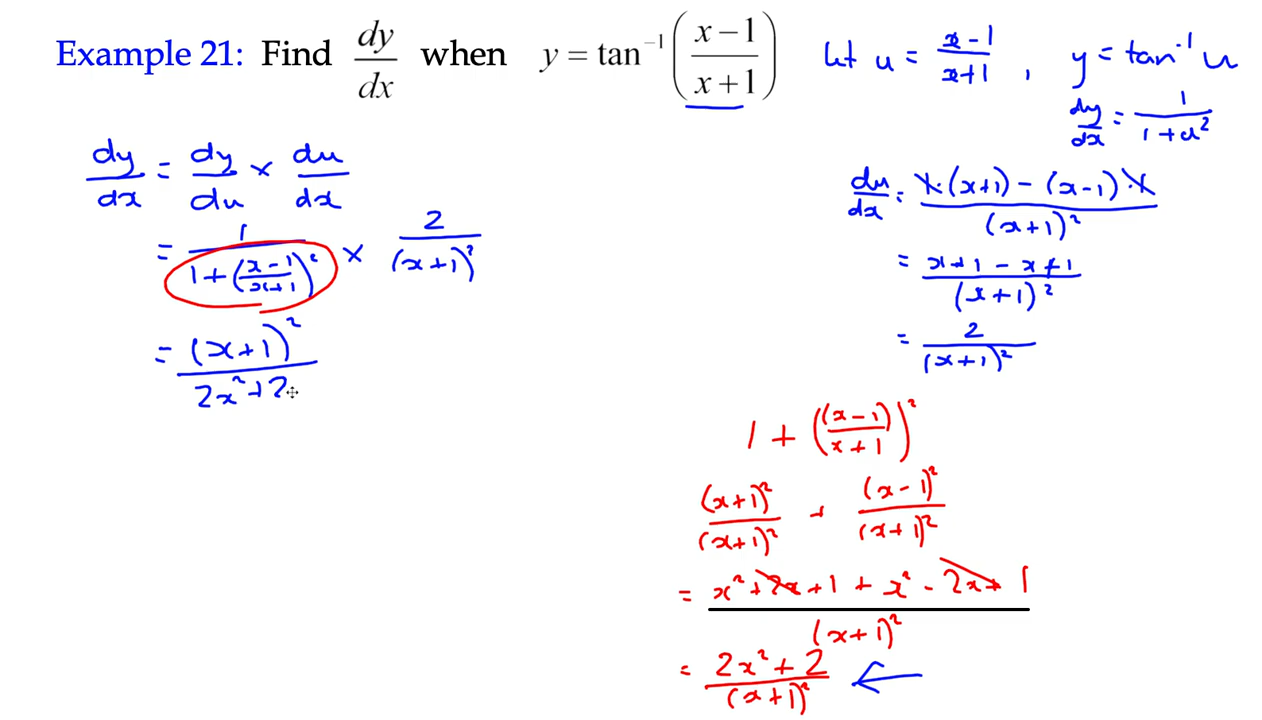 Example 21: Find dy/dx when y = tan⁻¹((x−1)/(x+1))
let u = (x-1)/(x+1) , y = tan⁻¹ u
dy/dx = 1/(1+u²)
dy/dx = dy/du × du/dx
= 1/(1+((x-1)/(x+1))²) × 2/(x+1)²
= (x+1)²/(2x²+2
du/dx = (1·(x+1) - (x-1)·1)/(x+1)²
= (x+1-x+1)/(x+1)²
= 2/(x+1)²
1 + ((x-1)/(x+1))²
(x+1)²/(x+1)² + (x-1)²/(x+1)²
= (x²+2x+1+x²-2x+1)/(x+1)²
= (2x²+2)/(x+1)² ←